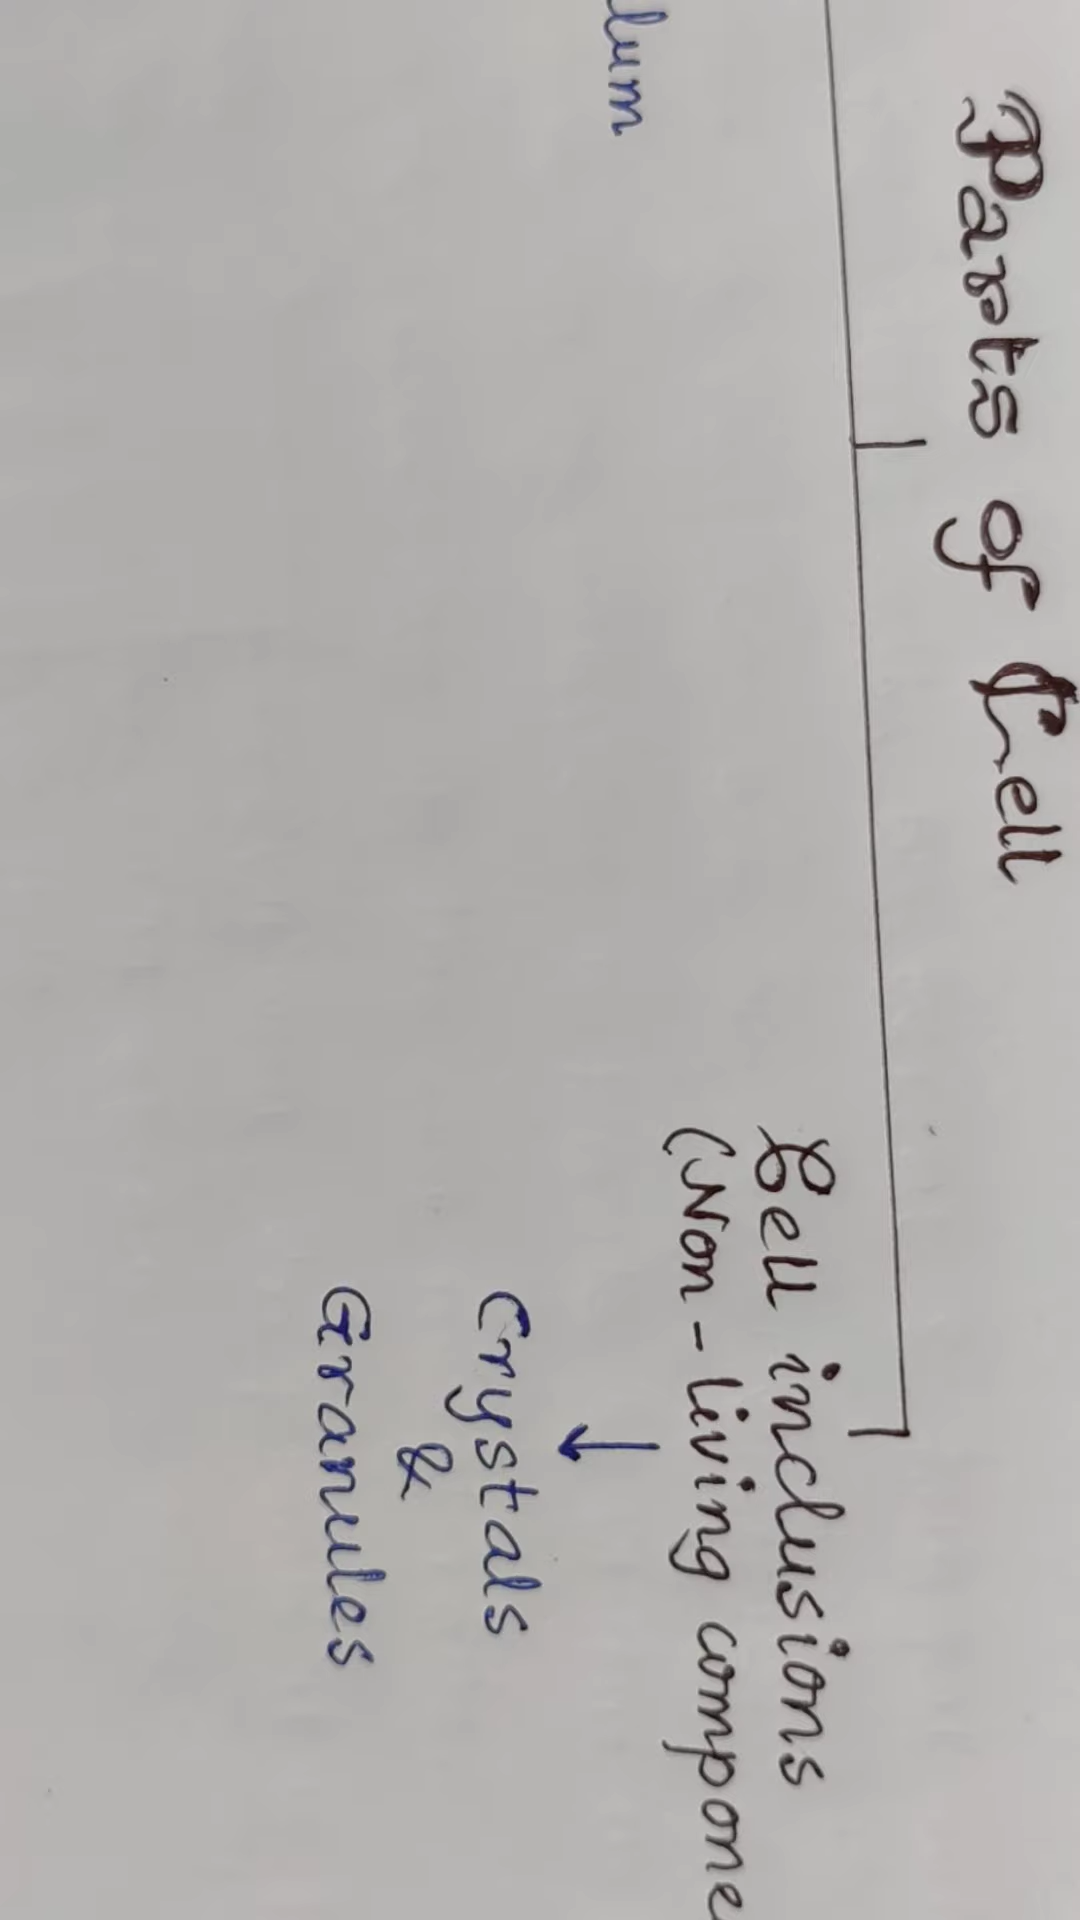 Parts of Cell
Cell inclusions
(Non-living compone
lum
Crystals
&
Granules